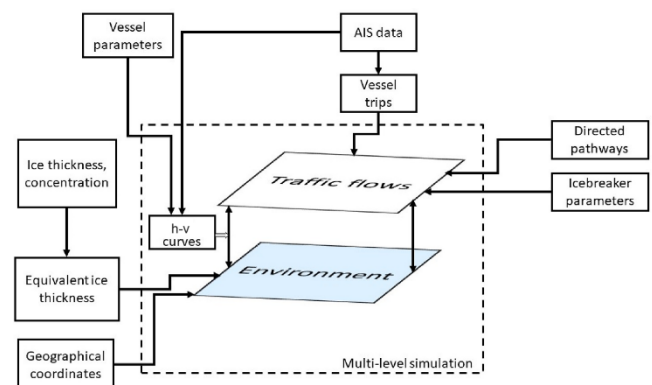 Vessel
parameters
AIS data
Vessel
trips
Directed
pathways
Ice thickness,
concentration
Traffic flows
Icebreaker
parameters
h-v
curves
Equivalent ice
thickness
Environment
Geographical
coordinates
Multi-level simulation